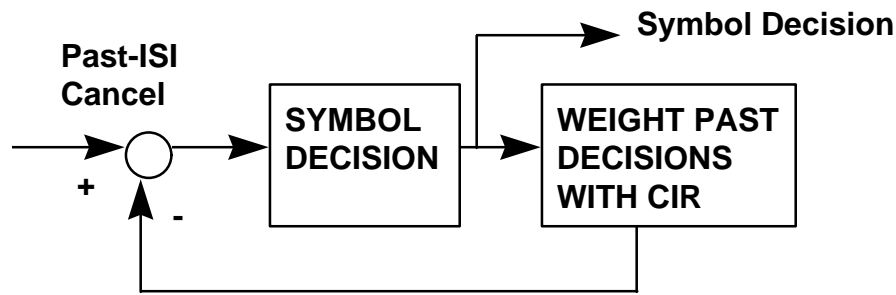 Symbol Decision
Past-ISI
Cancel
SYMBOL
DECISION
WEIGHT PAST
DECISIONS
WITH CIR
+
-